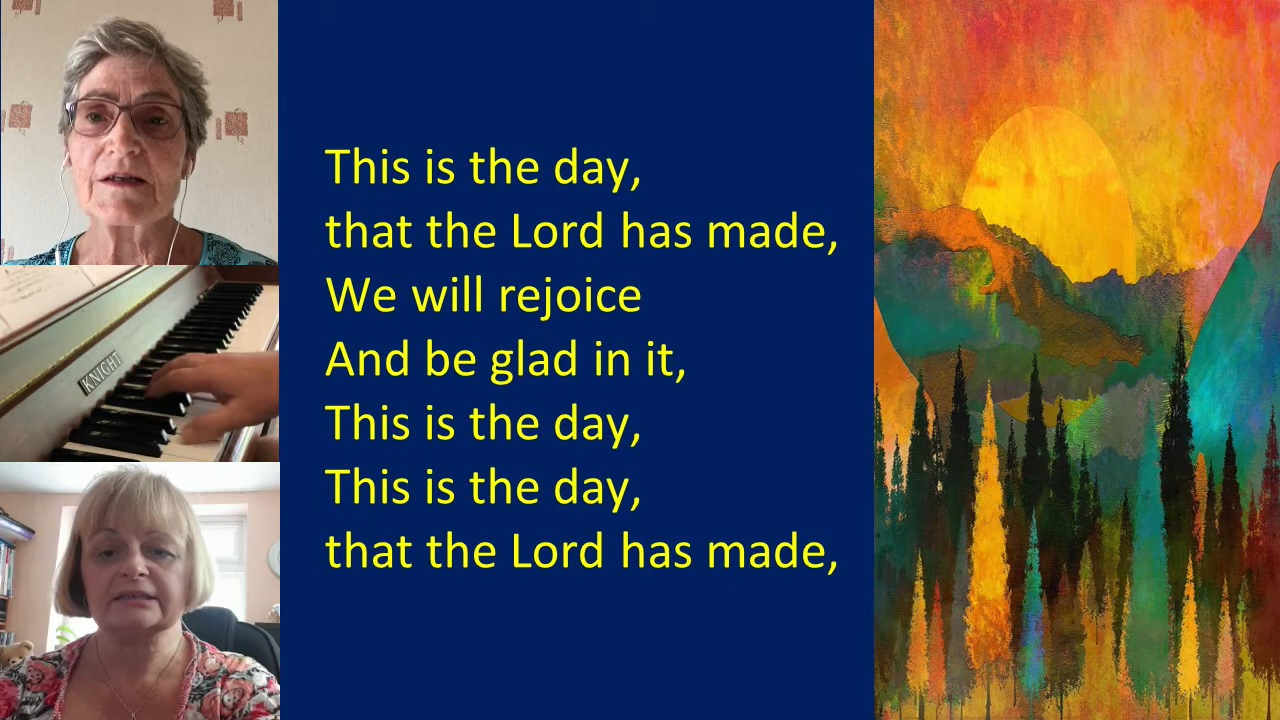 This is the day,
that the Lord has made,
We will rejoice
And be glad in it,
This is the day,
This is the day,
that the Lord has made,
KNIGHT